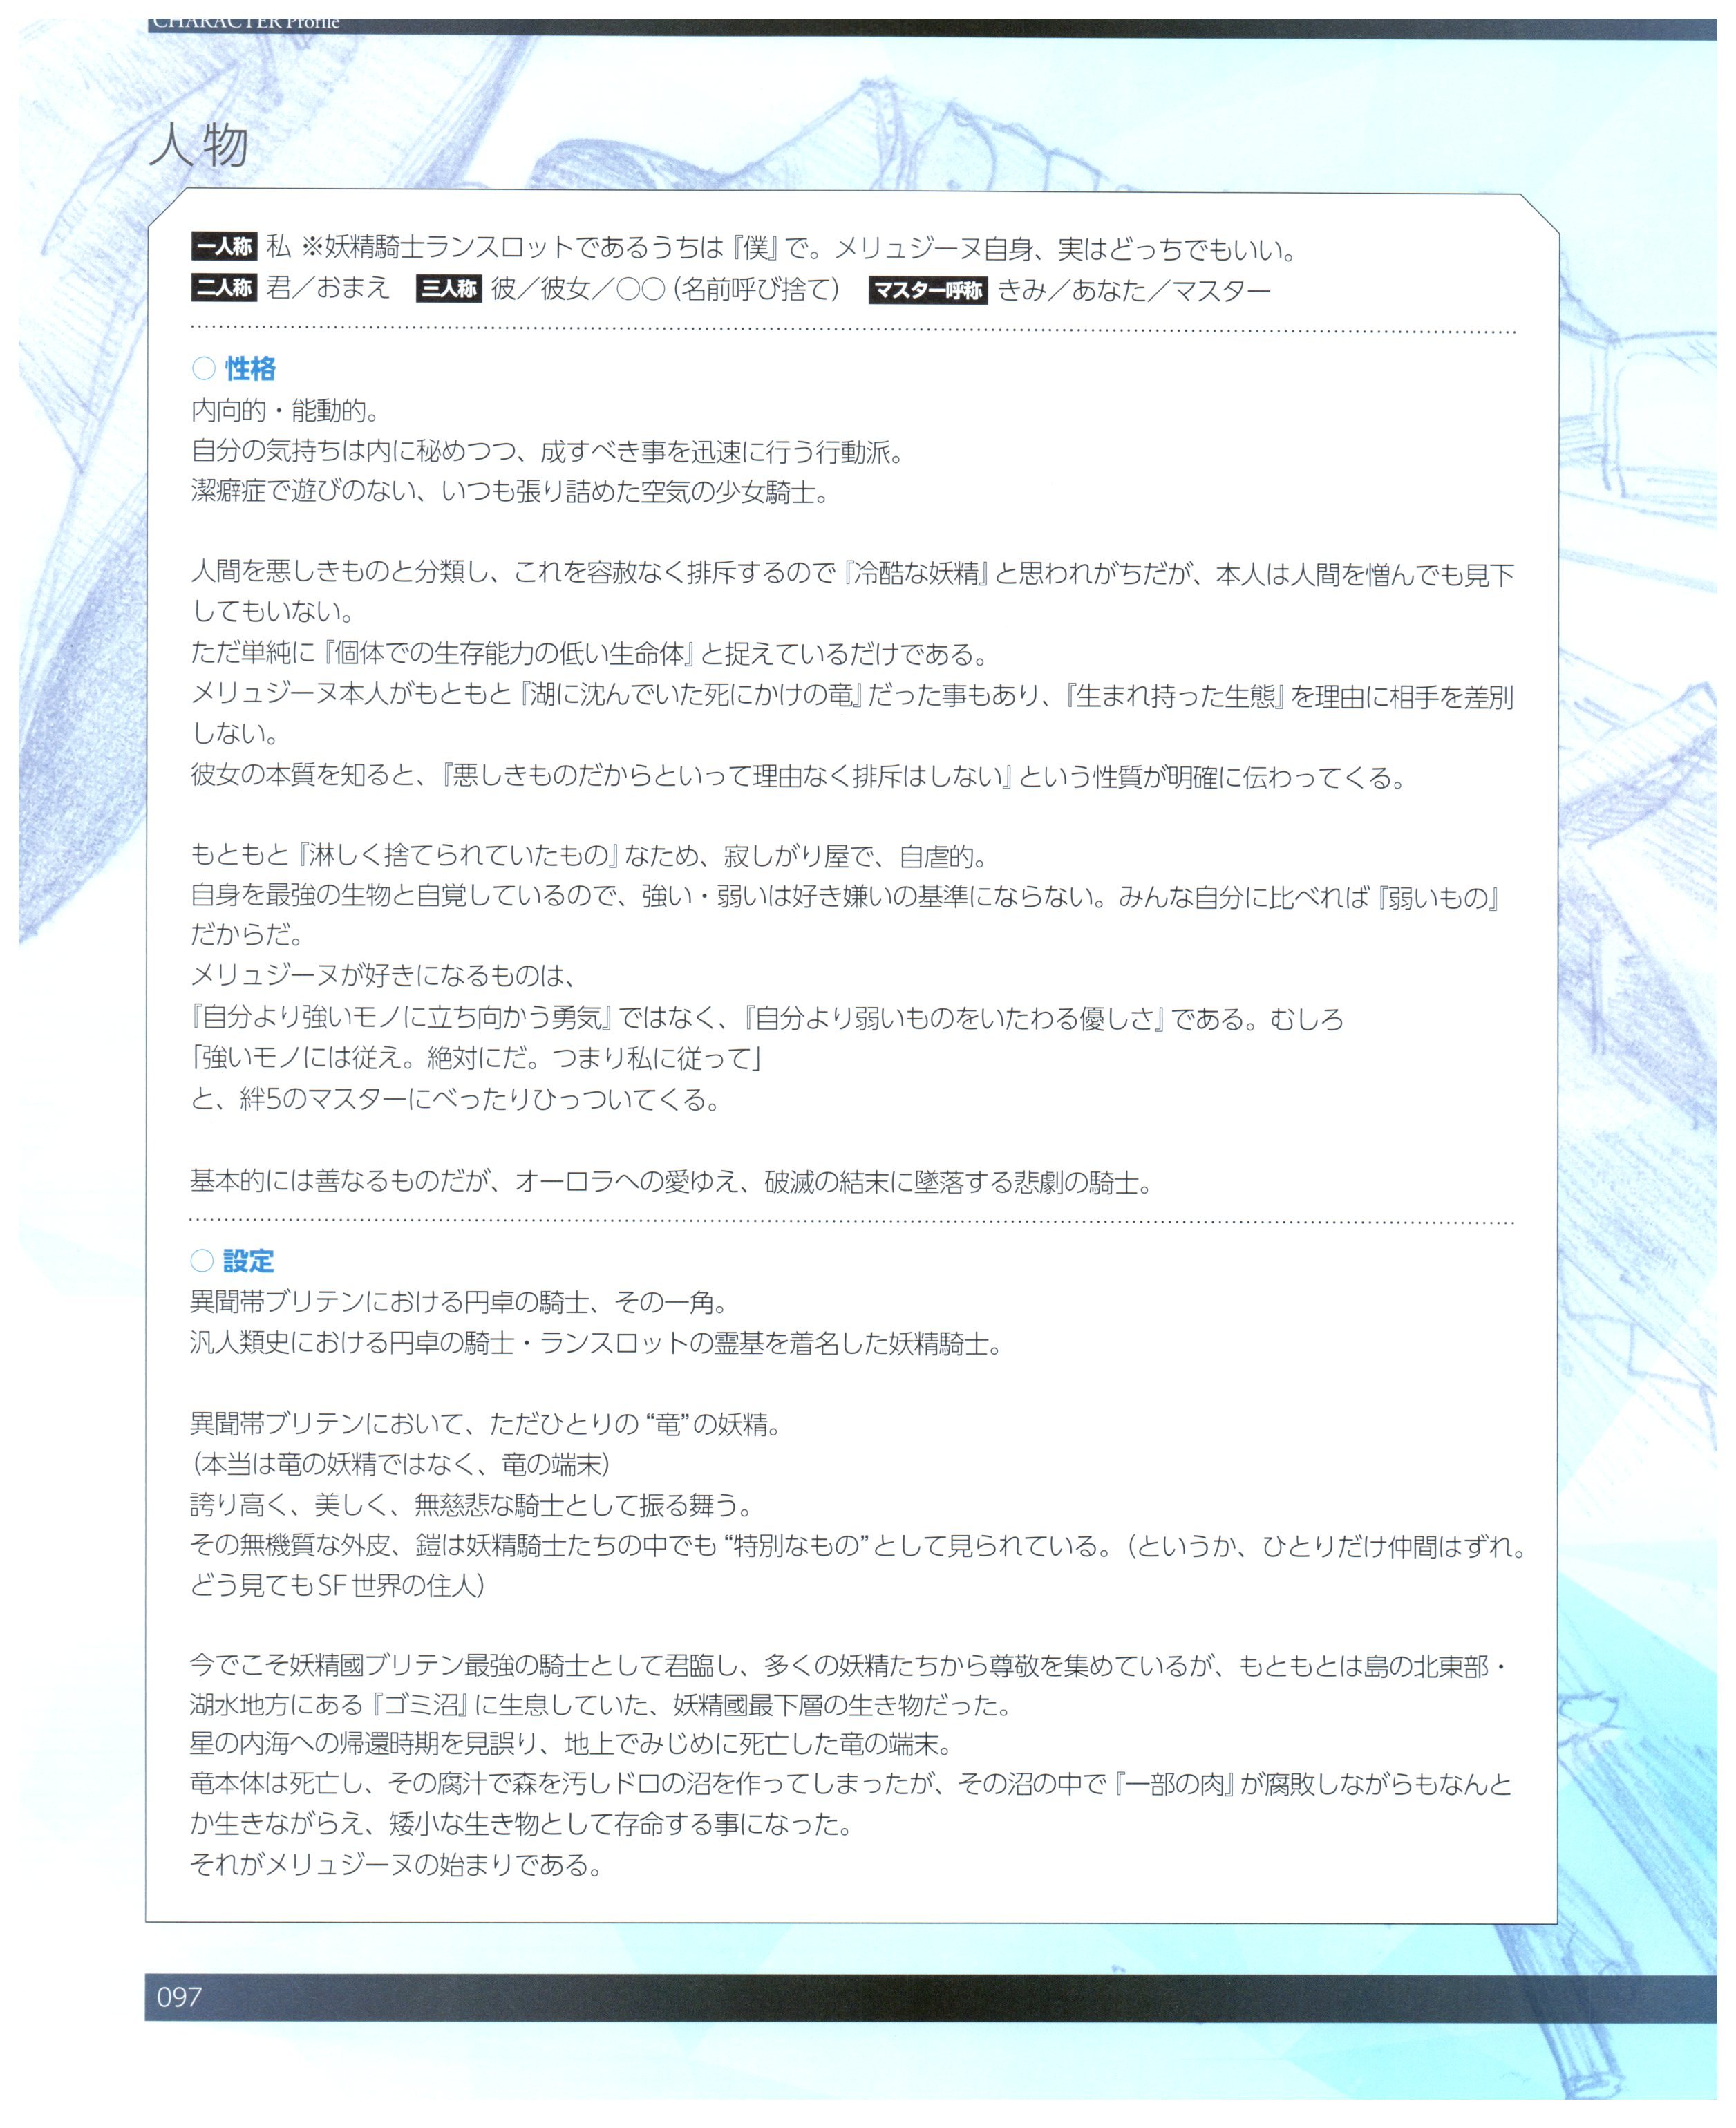 CHARACTER Profile
人物
一人称 私 ※妖精騎士ランスロットであるうちは『僕』で。メリュジーヌ自身、実はどっちでもいい。
二人称 君／おまえ 三人称 彼／彼女／○○（名前呼び捨て） マスター呼称 きみ／あなた／マスター
○ 性格
内向的・能動的。
自分の気持ちは内に秘めつつ、成すべき事を迅速に行う行動派。
潔癖症で遊びのない、いつも張り詰めた空気の少女騎士。
人間を悪しきものと分類し、これを容赦なく排斥するので『冷酷な妖精』と思われがちだが、本人は人間を憎んでも見下
してもいない。
ただ単純に『個体での生存能力の低い生命体』と捉えているだけである。
メリュジーヌ本人がもともと『湖に沈んでいた死にかけの竜』だった事もあり、『生まれ持った生態』を理由に相手を差別
しない。
彼女の本質を知ると、『悪しきものだからといって理由なく排斥はしない』という性質が明確に伝わってくる。
もともと『淋しく捨てられていたもの』なため、寂しがり屋で、自虐的。
自身を最強の生物と自覚しているので、強い・弱いは好き嫌いの基準にならない。みんな自分に比べれば『弱いもの』
だからだ。
メリュジーヌが好きになるものは、
『自分より強いモノに立ち向かう勇気』ではなく、『自分より弱いものをいたわる優しさ』である。むしろ
「強いモノには従え。絶対にだ。つまり私に従って」
と、絆5のマスターにべったりひっついてくる。
基本的には善なるものだが、オーロラへの愛ゆえ、破滅の結末に墜落する悲劇の騎士。
○ 設定
異聞帯ブリテンにおける円卓の騎士、その一角。
汎人類史における円卓の騎士・ランスロットの霊基を着名した妖精騎士。
異聞帯ブリテンにおいて、ただひとりの“竜”の妖精。
（本当は竜の妖精ではなく、竜の端末）
誇り高く、美しく、無慈悲な騎士として振る舞う。
その無機質な外皮、鎧は妖精騎士たちの中でも“特別なもの”として見られている。（というか、ひとりだけ仲間はずれ。
どう見てもSF世界の住人）
今でこそ妖精國ブリテン最強の騎士として君臨し、多くの妖精たちから尊敬を集めているが、もともとは島の北東部・
湖水地方にある『ゴミ沼』に生息していた、妖精國最下層の生き物だった。
星の内海への帰還時期を見誤り、地上でみじめに死亡した竜の端末。
竜本体は死亡し、その腐汁で森を汚しドロの沼を作ってしまったが、その沼の中で『一部の肉』が腐敗しながらもなんと
か生きながらえ、矮小な生き物として存命する事になった。
それがメリュジーヌの始まりである。
097